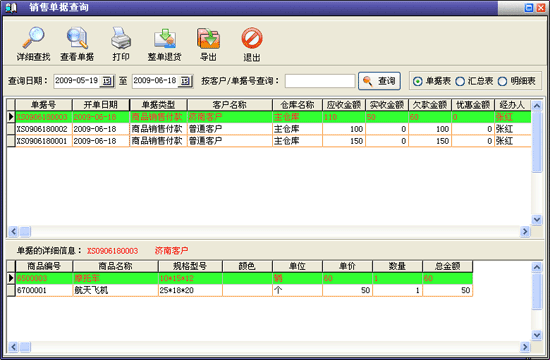 销售单据查询
详细查找 查看单据 打印 整单退货 导出 退出
查询日期: 2009-05-19 至 2009-06-18 按客户/单据号查询: 查询 单据表 汇总表 明细表
单据号 开单日期 单据类型 客户名称 仓库名称 应收金额 实收金额 欠款金额 优惠金额 经办人
XS0906180003 2009-06-18 商品销售付款 济南客户 主仓库 110 50 60 0 张红
XS0906180002 2009-06-18 商品销售付款 普通客户 主仓库 100 0 100 0 张红
XS0906180001 2009-06-18 商品销售付款 普通客户 主仓库 150 0 150 0 张红
单据的详细信息: XS0906180003 济南客户
商品编号 商品名称 规格型号 颜色 单位 单价 数量 总金额
6500003 摩托车 10*15*12 辆 60 1 60
6700001 航天飞机 25*18*20 个 50 1 50